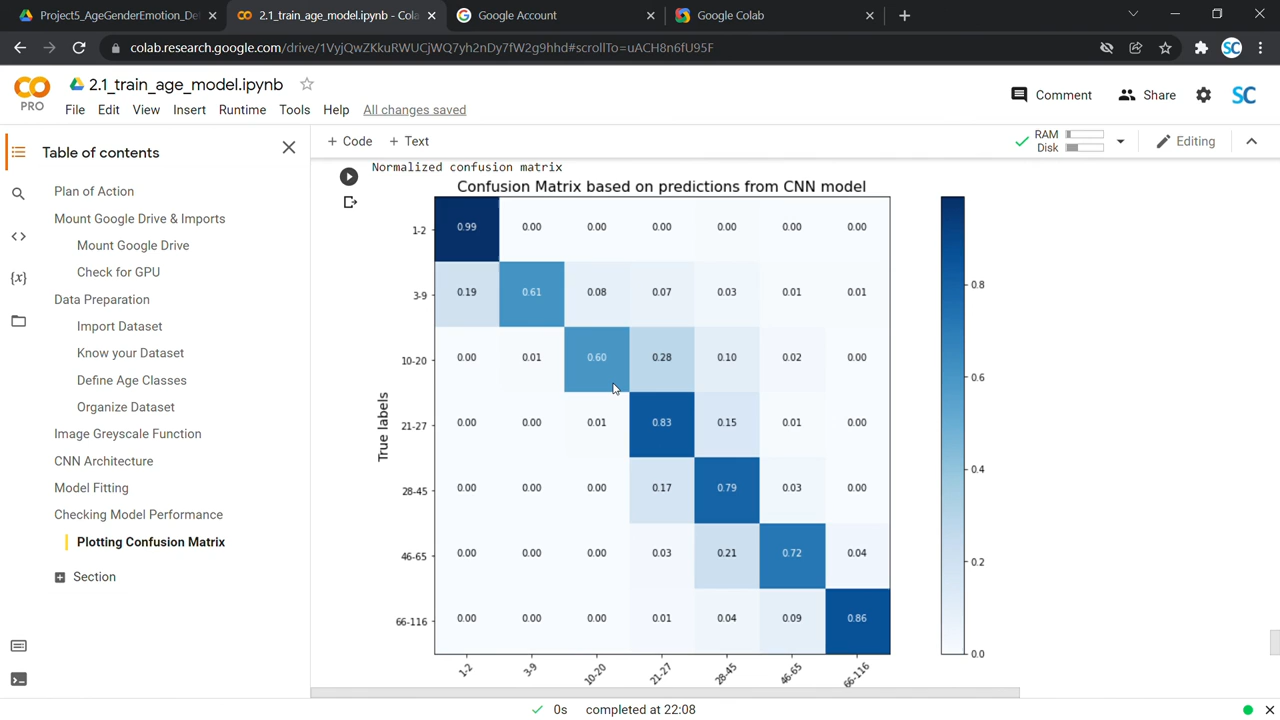 Project5_AgeGenderEmotion_De
2.1_train_age_model.ipynb - Cola
Google Account
Google Colab
colab.research.google.com/drive/1VyjQwZKkuRWUCjWQ7yh2nDy7fW2g9hhd#scrollTo=uACH8n6fU95F
SC
PRO
2.1_train_age_model.ipynb
File Edit View Insert Runtime Tools Help All changes saved
Comment
Share
SC
Table of contents
+ Code + Text
RAM
Disk
Editing
Plan of Action
Mount Google Drive & Imports
Mount Google Drive
Check for GPU
Data Preparation
Import Dataset
Know your Dataset
Define Age Classes
Organize Dataset
Image Greyscale Function
CNN Architecture
Model Fitting
Checking Model Performance
Plotting Confusion Matrix
Section
Normalized confusion matrix
Confusion Matrix based on predictions from CNN model
True labels
1-2 0.99 0.00 0.00 0.00 0.00 0.00 0.00
3-9 0.19 0.61 0.08 0.07 0.03 0.01 0.01
10-20 0.00 0.01 0.60 0.28 0.10 0.02 0.00
21-27 0.00 0.00 0.01 0.83 0.15 0.01 0.00
28-45 0.00 0.00 0.00 0.17 0.79 0.03 0.00
46-65 0.00 0.00 0.00 0.03 0.21 0.72 0.04
66-116 0.00 0.00 0.00 0.01 0.04 0.09 0.86
1-2 3-9 10-20 21-27 28-45 46-65 66-116
0.8
0.6
0.4
0.2
0.0
0s completed at 22:08